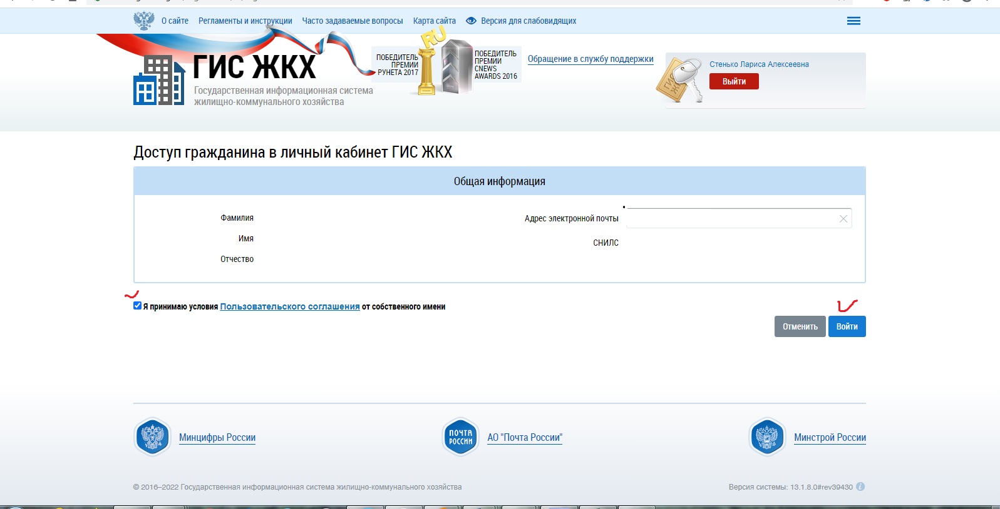 О сайте Регламенты и инструкции Часто задаваемые вопросы Карта сайта Версия для слабовидящих
ГИС ЖКХ
Государственная информационная система
жилищно-коммунального хозяйства
ПОБЕДИТЕЛЬ
ПРЕМИИ
РУНЕТА 2017
RU
ПОБЕДИТЕЛЬ
ПРЕМИИ
CNEWS
AWARDS 2016
Обращение в службу поддержки
ГИС
ЖК
Стенько Лариса Алексеевна
Выйти
Доступ гражданина в личный кабинет ГИС ЖКХ
Общая информация
Фамилия
Имя
Отчество
Адрес электронной почты
СНИЛС
Я принимаю условия Пользовательского соглашения от собственного имени
Отменить Войти
Минцифры России
ПОЧТА
РОССИИ
АО "Почта России"
Минстрой России
© 2016–2022 Государственная информационная система жилищно-коммунального хозяйства
Версия системы: 13.1.8.0#rev39430